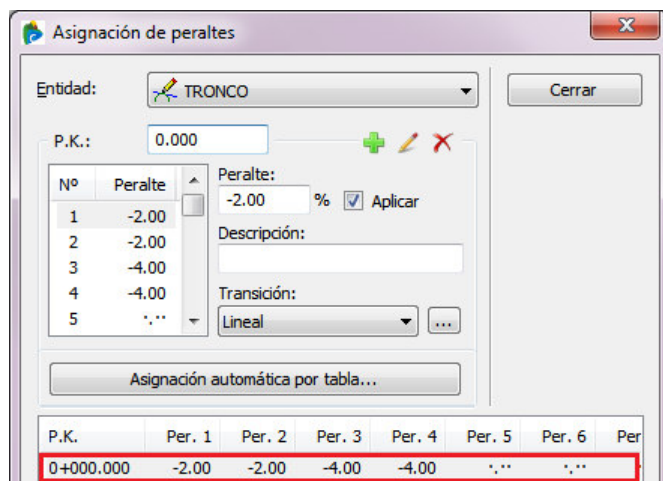 Asignación de peraltes
Entidad: TRONCO Cerrar
P.K.: 0.000
Nº Peralte
1 -2.00
2 -2.00
3 -4.00
4 -4.00
5 ·.··
Peralte:
-2.00 % Aplicar
Descripción:
Transición:
Lineal ...
Asignación automática por tabla...
P.K. Per. 1 Per. 2 Per. 3 Per. 4 Per. 5 Per. 6 Per
0+000.000 -2.00 -2.00 -4.00 -4.00 ·.·· ·.··